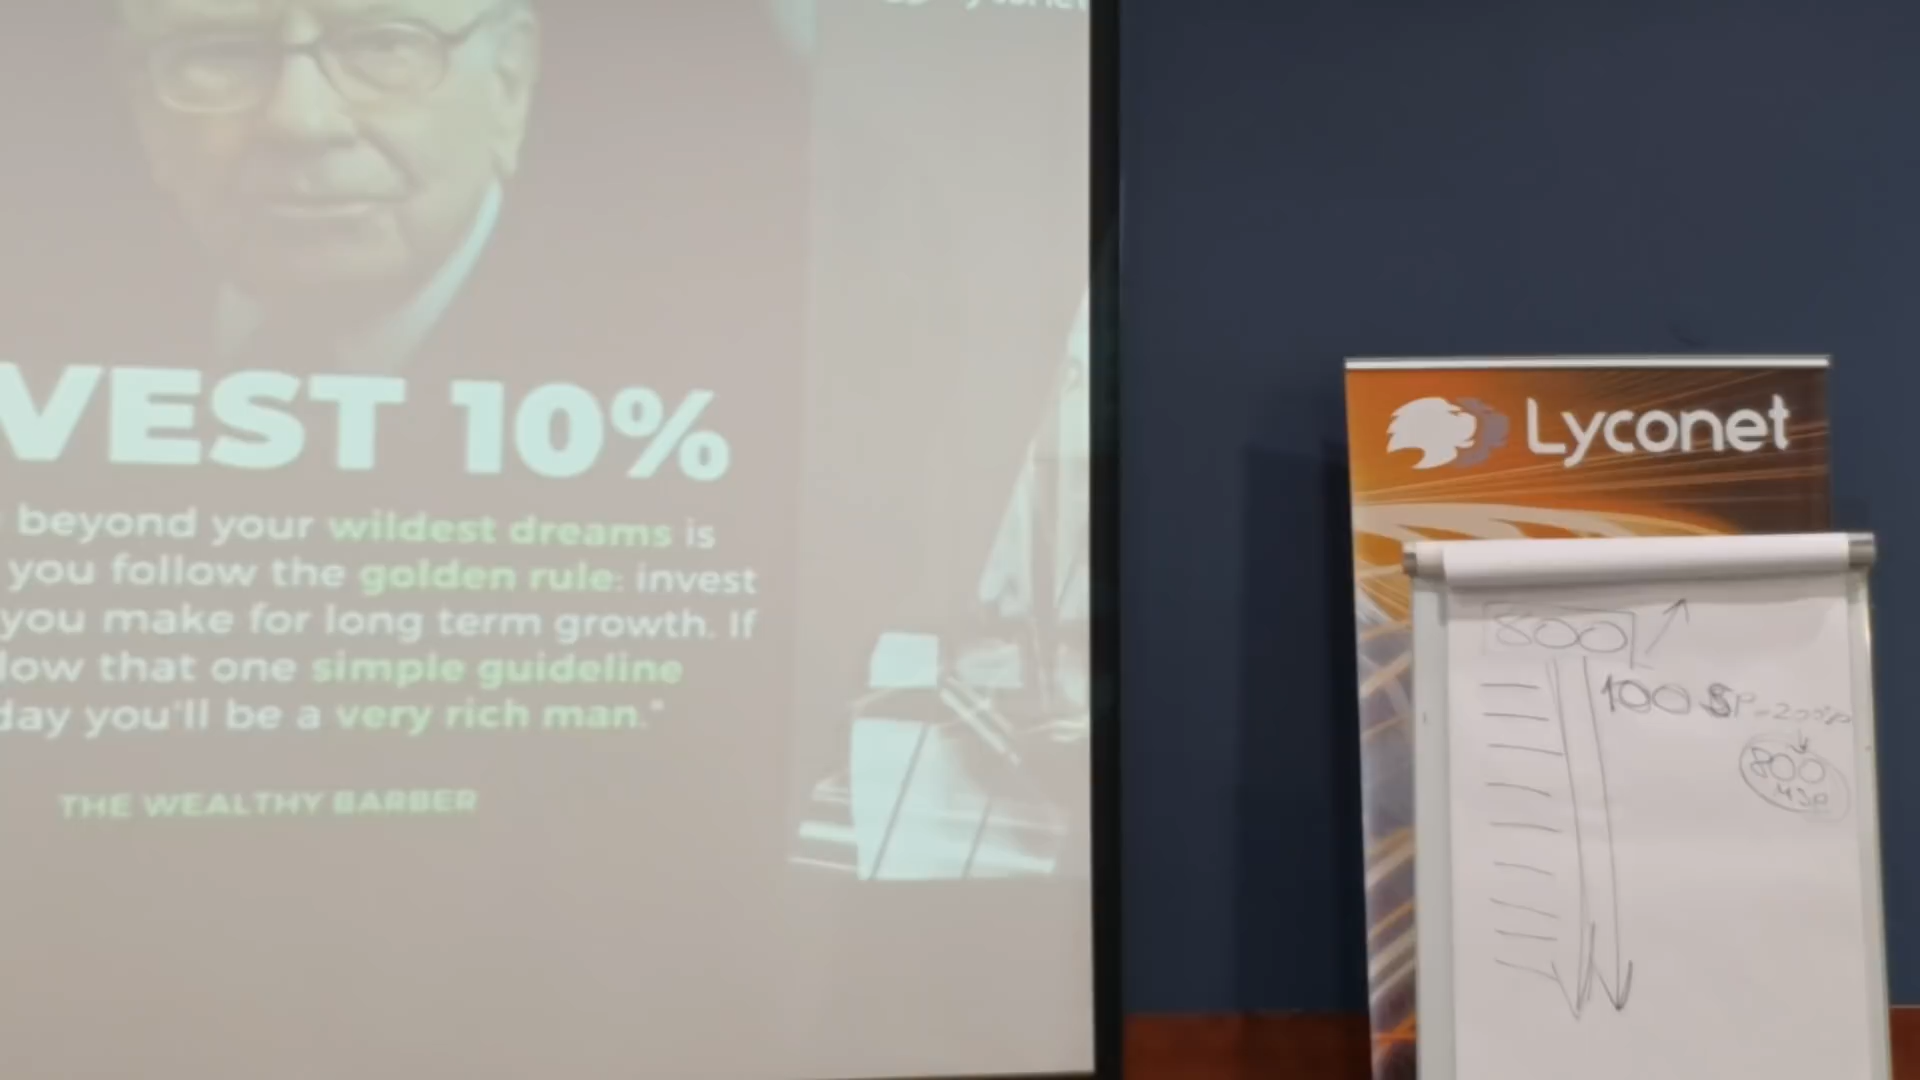 VEST 10%
beyond your wildest dreams is
you follow the golden rule: invest
you make for long term growth. If
low that one simple guideline
day you'll be a very rich man."
THE WEALTHY BARBER
Lyconet
800
100 SP
800